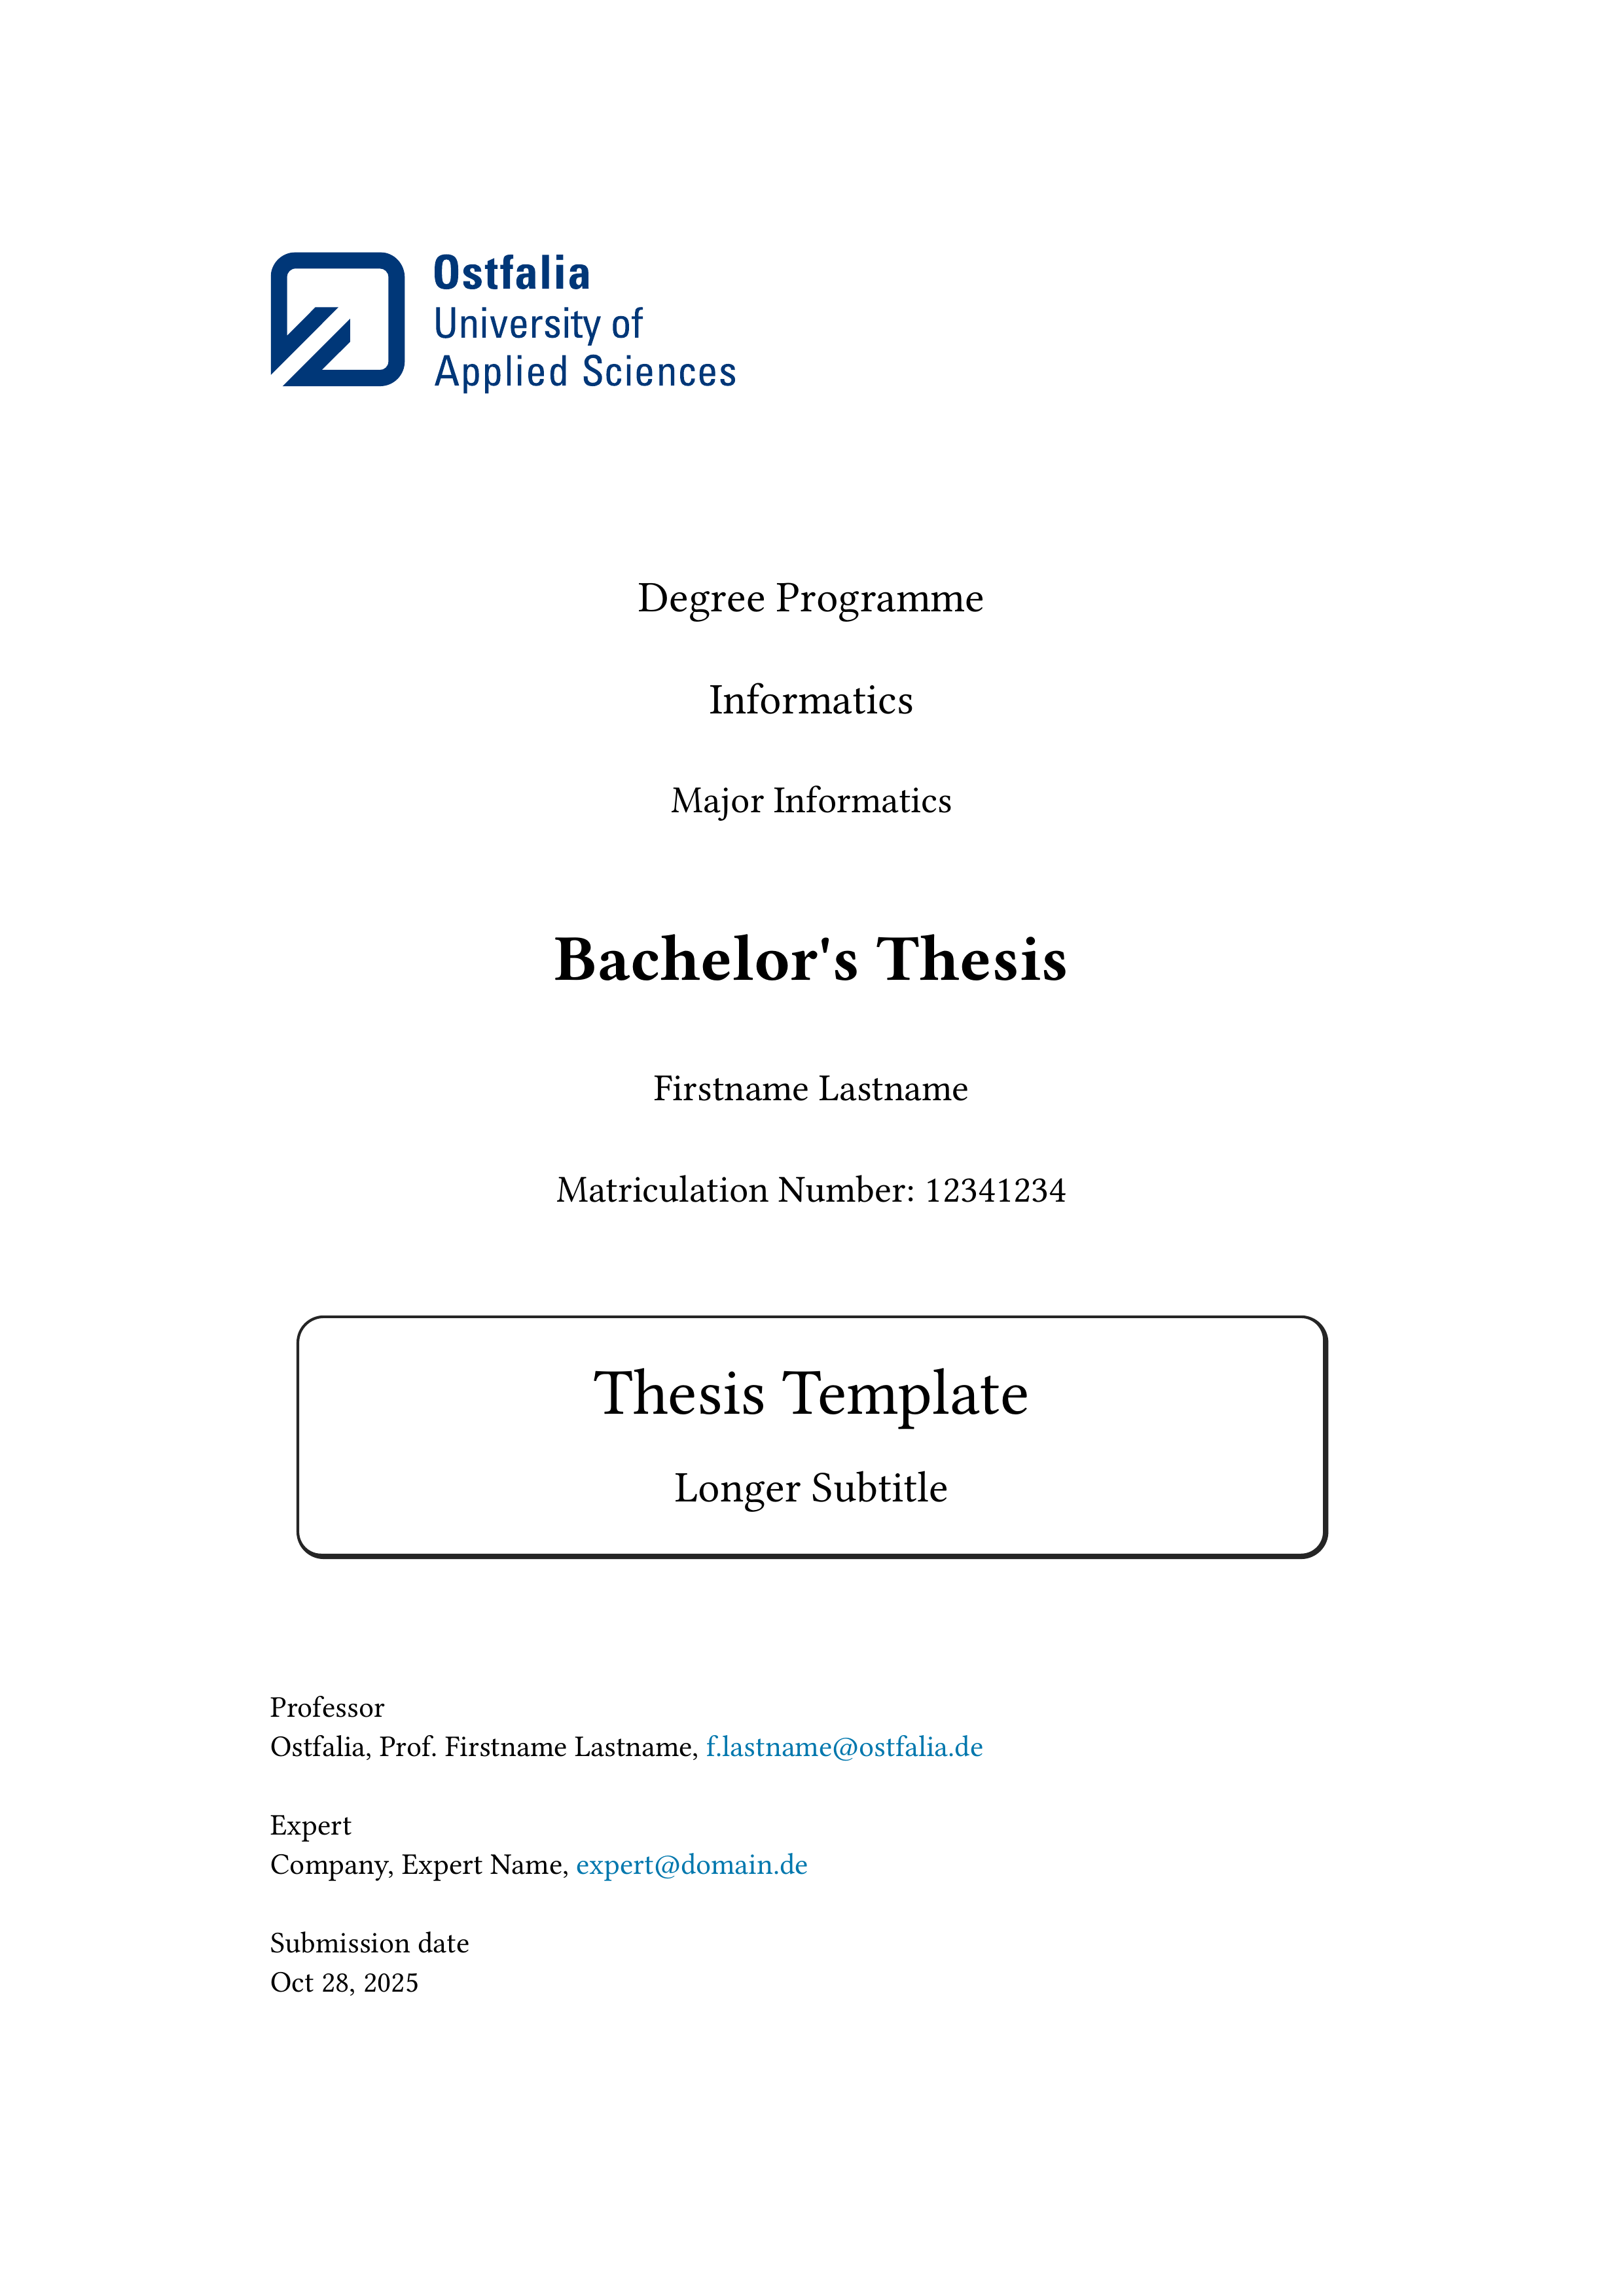 Ostfalia
University of
Applied Sciences
Degree Programme
Informatics
Major Informatics
Bachelor's Thesis
Firstname Lastname
Matriculation Number: 12341234
Thesis Template
Longer Subtitle
Professor
Ostfalia, Prof. Firstname Lastname, f.lastname@ostfalia.de
Expert
Company, Expert Name, expert@domain.de
Submission date
Oct 28, 2025